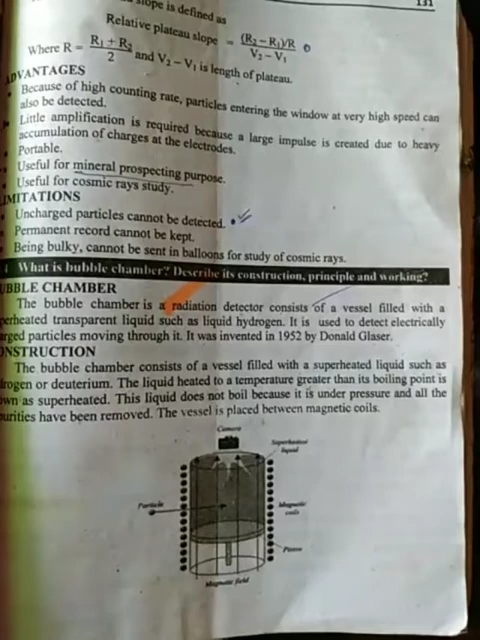 131
slope is defined as
Relative plateau slope = (R₂ – R₁)/R / V₂ – V₁
Where R = R₁ + R₂ / 2 and V₂ – V₁ is length of plateau.
ADVANTAGES
Because of high counting rate, particles entering the window at very high speed can
also be detected.
Little amplification is required because a large impulse is created due to heavy
accumulation of charges at the electrodes.
Portable.
Useful for mineral prospecting purpose.
Useful for cosmic rays study.
LIMITATIONS
Uncharged particles cannot be detected.
Permanent record cannot be kept.
Being bulky, cannot be sent in balloons for study of cosmic rays.
What is bubble chamber? Describe its construction, principle and working?
UBBLE CHAMBER
The bubble chamber is a radiation detector consists of a vessel filled with a
perheated transparent liquid such as liquid hydrogen. It is used to detect electrically
arged particles moving through it. It was invented in 1952 by Donald Glaser.
ONSTRUCTION
The bubble chamber consists of a vessel filled with a superheated liquid such as
drogen or deuterium. The liquid heated to a temperature greater than its boiling point is
own as superheated. This liquid does not boil because it is under pressure and all the
purities have been removed. The vessel is placed between magnetic coils.
Camera
Superheated
liquid
Particle
Magnetic
coils
Piston
Magnetic field